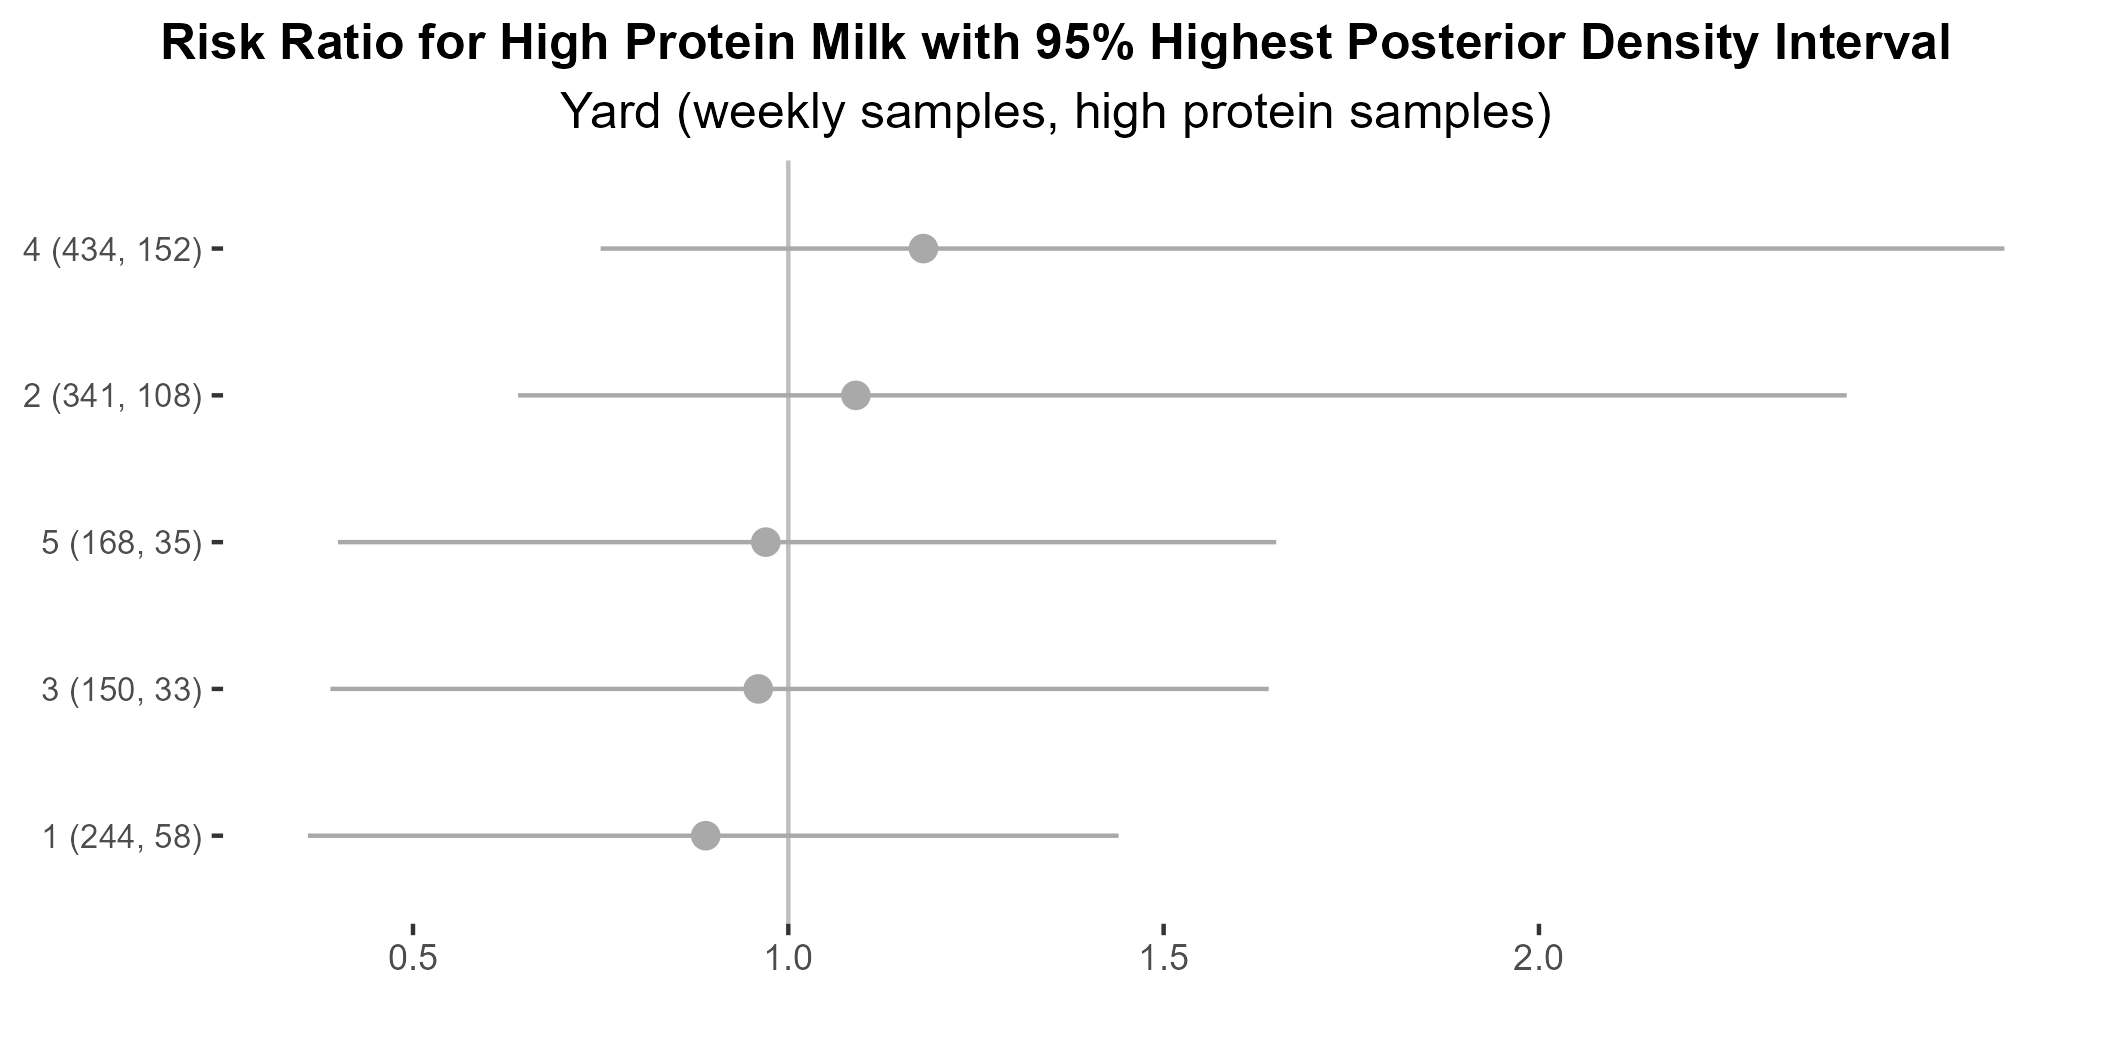 Risk Ratio for High Protein Milk with 95% Highest Posterior Density Interval
Yard (weekly samples, high protein samples)
4 (434, 152)
2 (341, 108)
5 (168, 35)
3 (150, 33)
1 (244, 58)
0.5 1.0 1.5 2.0